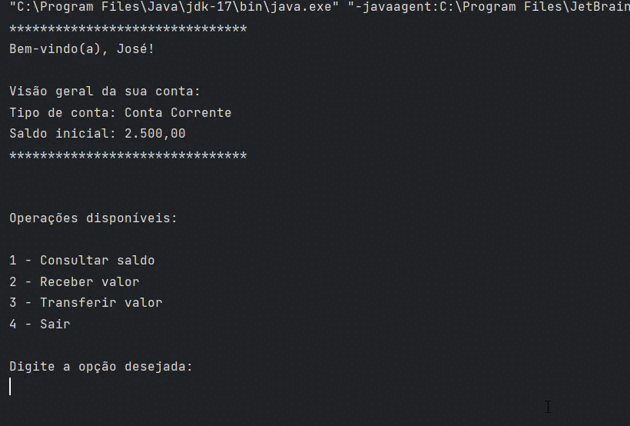 "C:\Program Files\Java\jdk-17\bin\java.exe" "-javaagent:C:\Program Files\JetBrain
*******************************
Bem-vindo(a), José!
Visão geral da sua conta:
Tipo de conta: Conta Corrente
Saldo inicial: 2.500,00
*******************************
Operações disponíveis:
1 - Consultar saldo
2 - Receber valor
3 - Transferir valor
4 - Sair
Digite a opção desejada: